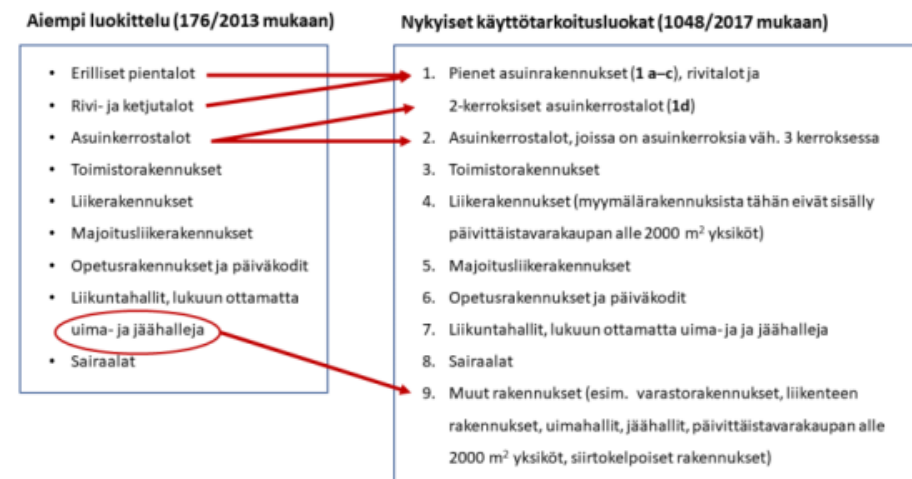 Aiempi luokittelu (176/2013 mukaan)
• Erilliset pientalot
• Rivi- ja ketjutalot
• Asuinkerrostalot
• Toimistorakennukset
• Liikerakennukset
• Majoitusliikerakennukset
• Opetusrakennukset ja päiväkodit
• Liikuntahallit, lukuun ottamatta
uima- ja jäähalleja
• Sairaalat
Nykyiset käyttötarkoitusluokat (1048/2017 mukaan)
1. Pienet asuinrakennukset (1 a–c), rivitalot ja
2-kerroksiset asuinkerrostalot (1d)
2. Asuinkerrostalot, joissa on asuinkerroksia väh. 3 kerroksessa
3. Toimistorakennukset
4. Liikerakennukset (myymälärakennuksista tähän eivät sisälly
päivittäistavarakaupan alle 2000 m² yksiköt)
5. Majoitusliikerakennukset
6. Opetusrakennukset ja päiväkodit
7. Liikuntahallit, lukuun ottamatta uima- ja ja jäähalleja
8. Sairaalat
9. Muut rakennukset (esim. varastorakennukset, liikenteen
rakennukset, uimahallit, jäähallit, päivittäistavarakaupan alle
2000 m² yksiköt, siirtokelpoiset rakennukset)